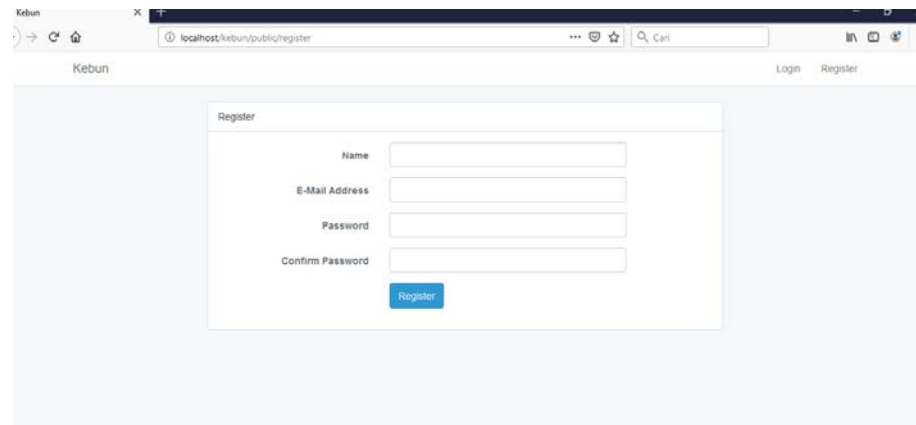 Kebun
localhost/kebun/public/register
Cari
Kebun Login Register
Register
Name
E-Mail Address
Password
Confirm Password
Register